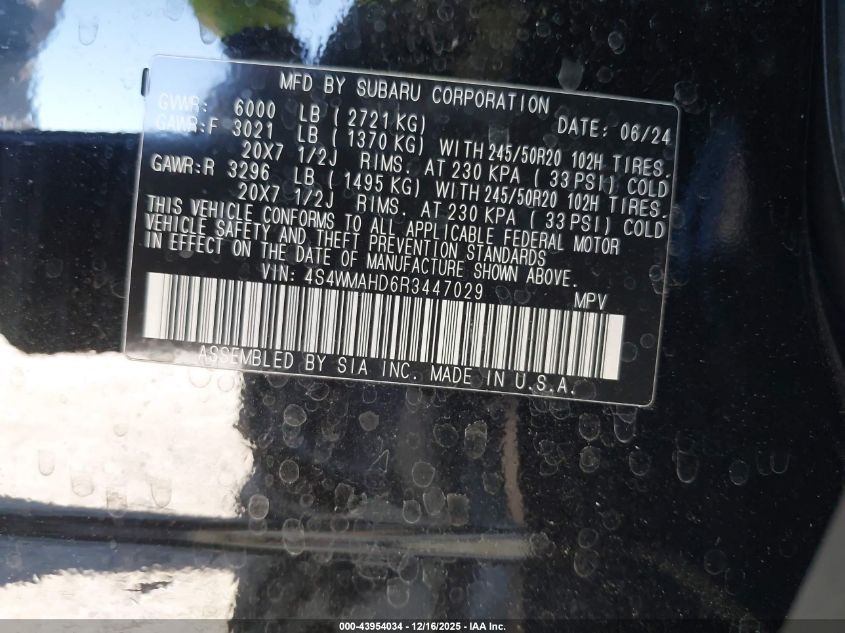 MFD BY SUBARU CORPORATION DATE: 06/24
GVWR: 6000 LB ( 2721 KG)
GAWR:F 3021 LB ( 1370 KG) WITH 245/50R20 102H TIRES.
20X7 1/2J RIMS. AT 230 KPA ( 33 PSI) COLD
GAWR:R 3296 LB ( 1495 KG) WITH 245/50R20 102H TIRES.
20X7 1/2J RIMS. AT 230 KPA ( 33 PSI) COLD
THIS VEHICLE CONFORMS TO ALL APPLICABLE FEDERAL MOTOR
VEHICLE SAFETY AND THEFT PREVENTION STANDARDS
IN EFFECT ON THE DATE OF MANUFACTURE SHOWN ABOVE.
VIN: 4S4WMAHD6R3447029 MPV
ASSEMBLED BY SIA INC. MADE IN U.S.A.
000-43954034 - 12/16/2025 - IAA Inc.